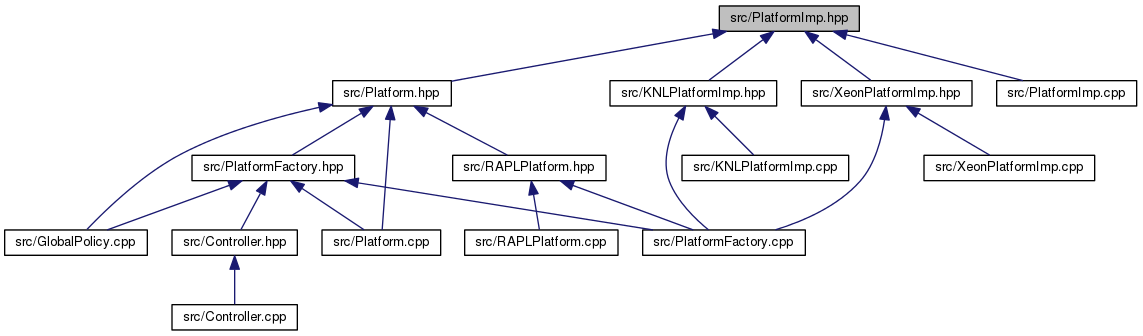 src/PlatformImp.hpp
src/Platform.hpp
src/KNLPlatformImp.hpp
src/XeonPlatformImp.hpp
src/PlatformImp.cpp
src/PlatformFactory.hpp
src/RAPLPlatform.hpp
src/KNLPlatformImp.cpp
src/XeonPlatformImp.cpp
src/GlobalPolicy.cpp
src/Controller.hpp
src/Platform.cpp
src/RAPLPlatform.cpp
src/PlatformFactory.cpp
src/Controller.cpp